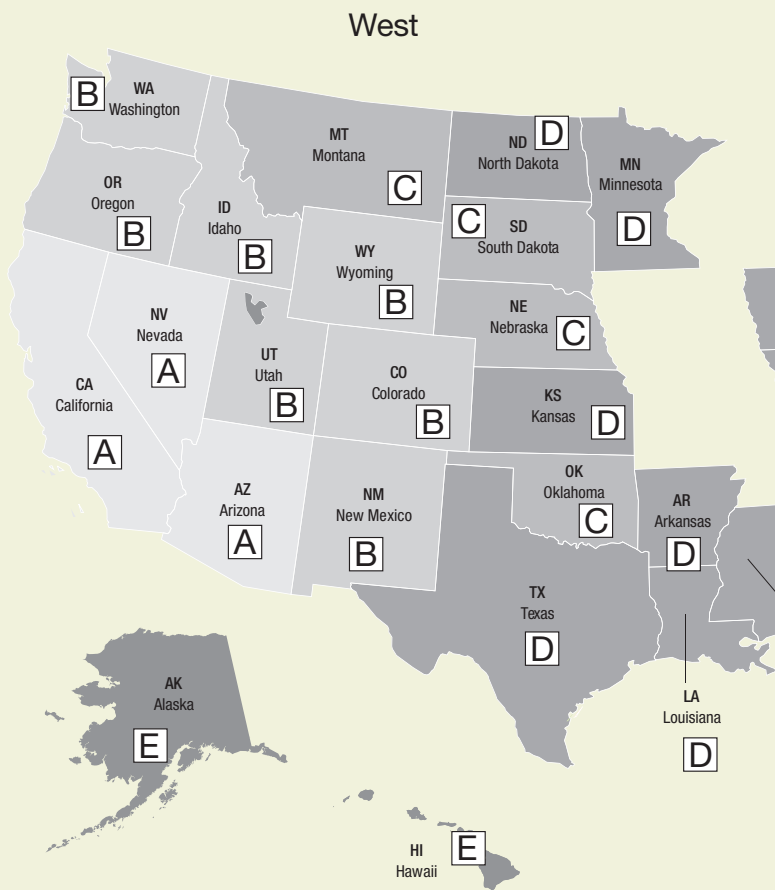 West
WA
Washington
B
OR
Oregon
B
ID
Idaho
B
MT
Montana
C
ND
North Dakota
D
MN
Minnesota
D
SD
South Dakota
C
WY
Wyoming
B
NE
Nebraska
C
NV
Nevada
A
UT
Utah
B
CO
Colorado
B
KS
Kansas
D
CA
California
A
AZ
Arizona
A
NM
New Mexico
B
OK
Oklahoma
C
AR
Arkansas
D
TX
Texas
D
LA
Louisiana
D
AK
Alaska
E
HI
Hawaii
E